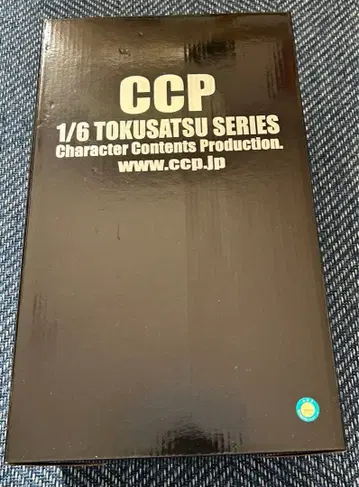 CCP
1/6 TOKUSATSU SERIES
Character Contents Production.
www.ccp.jp